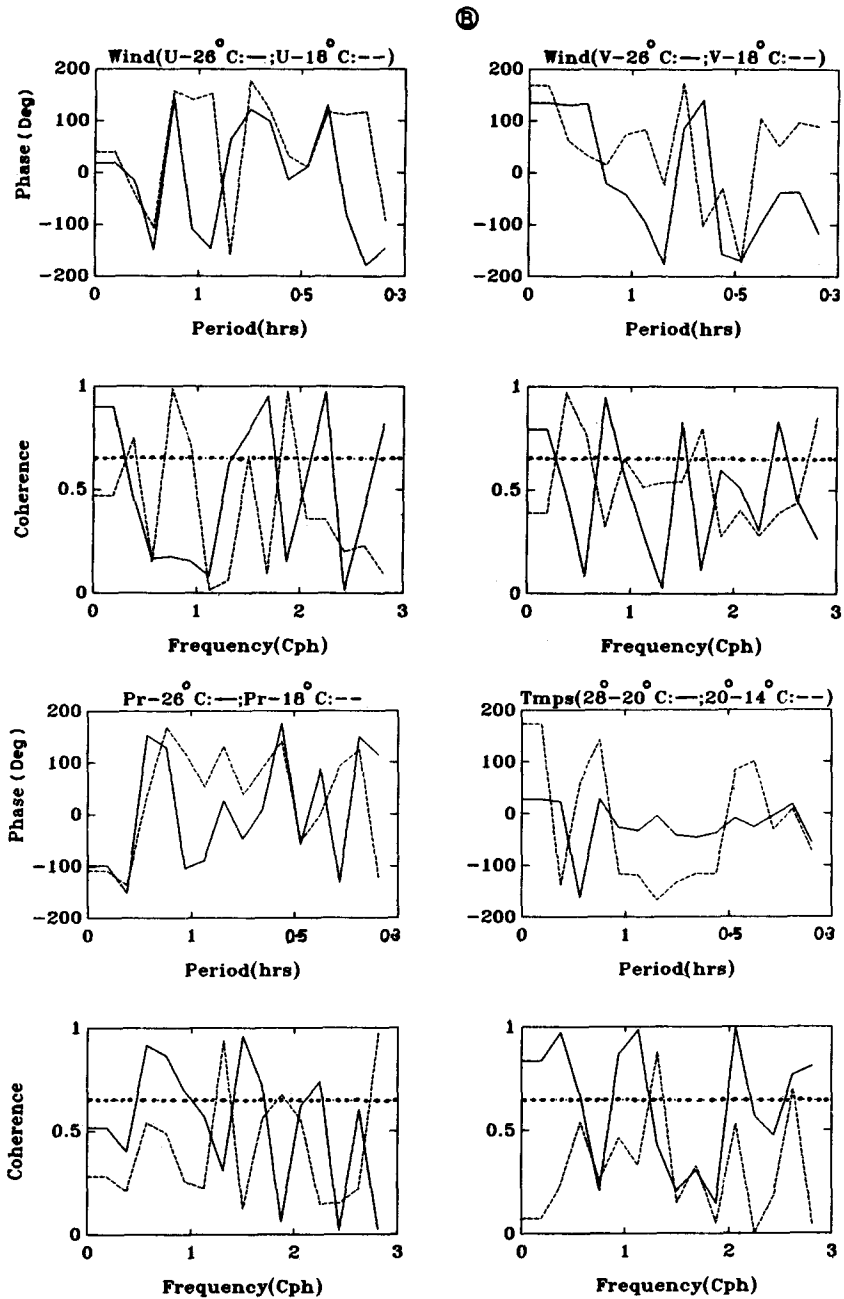 Ⓑ
Wind(U-26°C:—;U-18°C:--)
200
100
0
-100
-200
Phase (Deg)
0 1 0·5 0·3
Period(hrs)
Wind(V-26°C:—;V-18°C:--)
200
100
0
-100
-200
0 1 0·5 0·3
Period(hrs)
1
0.5
0
Coherence
0 1 2 3
Frequency(Cph)
1
0.5
0
0 1 2 3
Frequency(Cph)
Pr-26°C:—;Pr-18°C:--
200
100
0
-100
-200
Phase (Deg)
0 1 0·5 0·3
Period(hrs)
Tmps(28°-20°C:—;20°-14°C:--)
200
100
0
-100
-200
0 1 0·5 0·3
Period(hrs)
1
0.5
0
Coherence
0 1 2 3
Frequency(Cph)
1
0.5
0
0 1 2 3
Frequency(Cph)